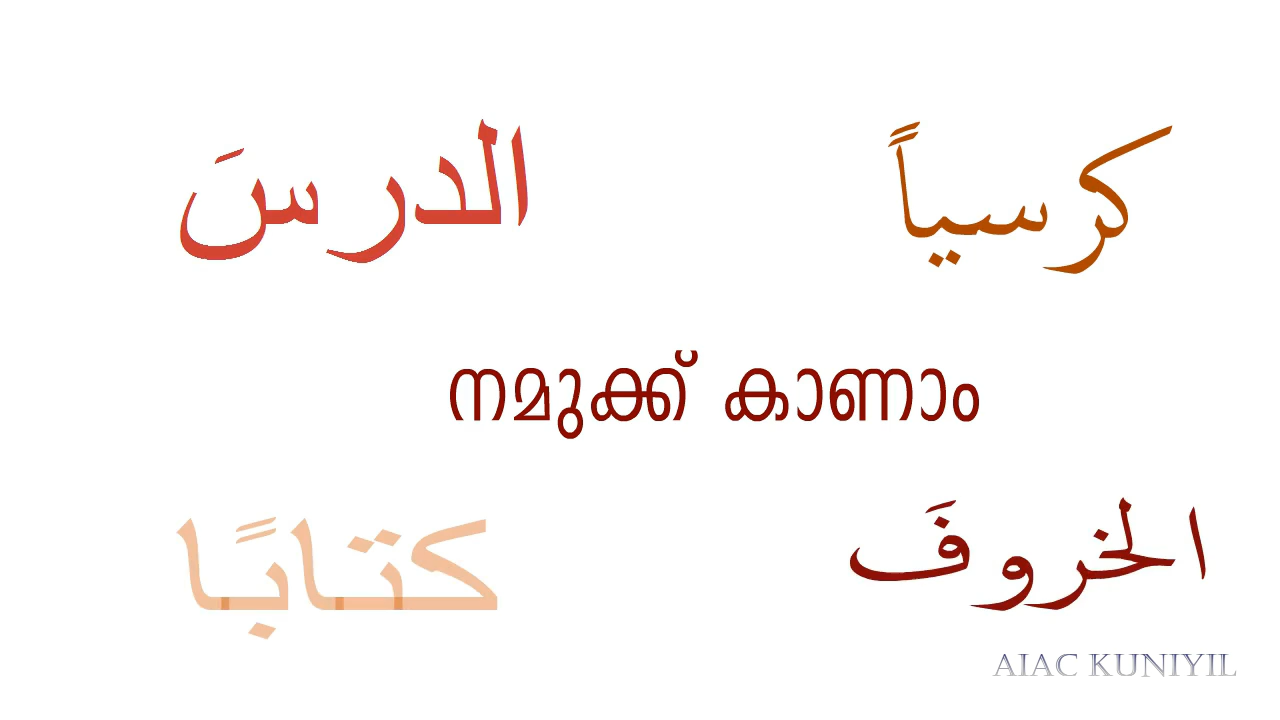 الدرسَ
كرسياً
നമുക്ക് കാണാം
كتابًا
الخروفَ
AIAC KUNIYIL